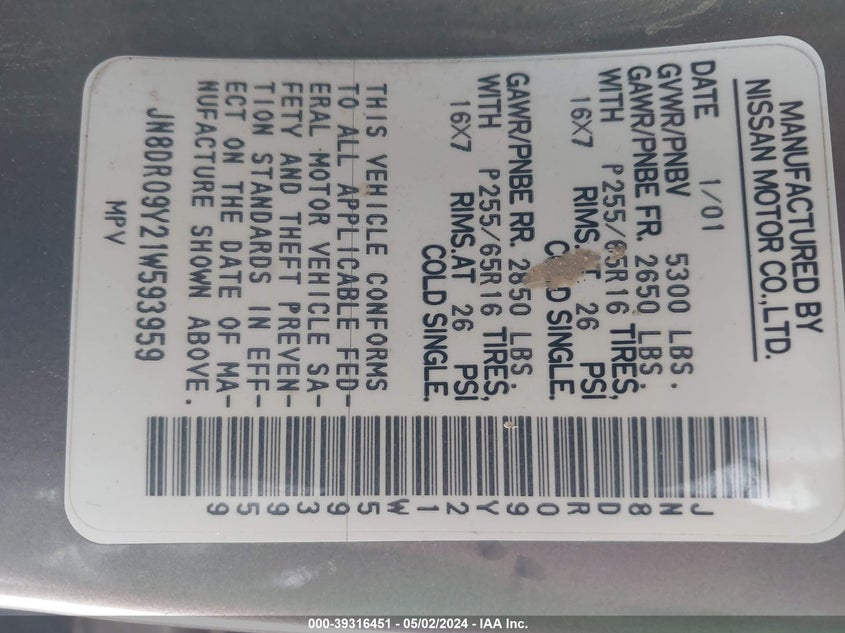 MANUFACTURED BY
NISSAN MOTOR CO.,LTD.
DATE 1/01
GVWR/PNBV 5300 LBS.
GAWR/PNBE FR. 2650 LBS.
WITH P255/65R16 TIRES,
16X7 RIMS.AT 26 PSI
COLD SINGLE.
GAWR/PNBE RR. 2850 LBS.
WITH P255/65R16 TIRES,
16X7 RIMS.AT 26 PSI
COLD SINGLE.
THIS VEHICLE CONFORMS
TO ALL APPLICABLE FED-
ERAL MOTOR VEHICLE SA-
FETY AND THEFT PREVEN-
TION STANDARDS IN EFF-
ECT ON THE DATE OF MA-
NUFACTURE SHOWN ABOVE.
JN8DR09Y21W593959
MPV
JN8DR09Y21W593959
000-39316451 - 05/02/2024 - IAA Inc.